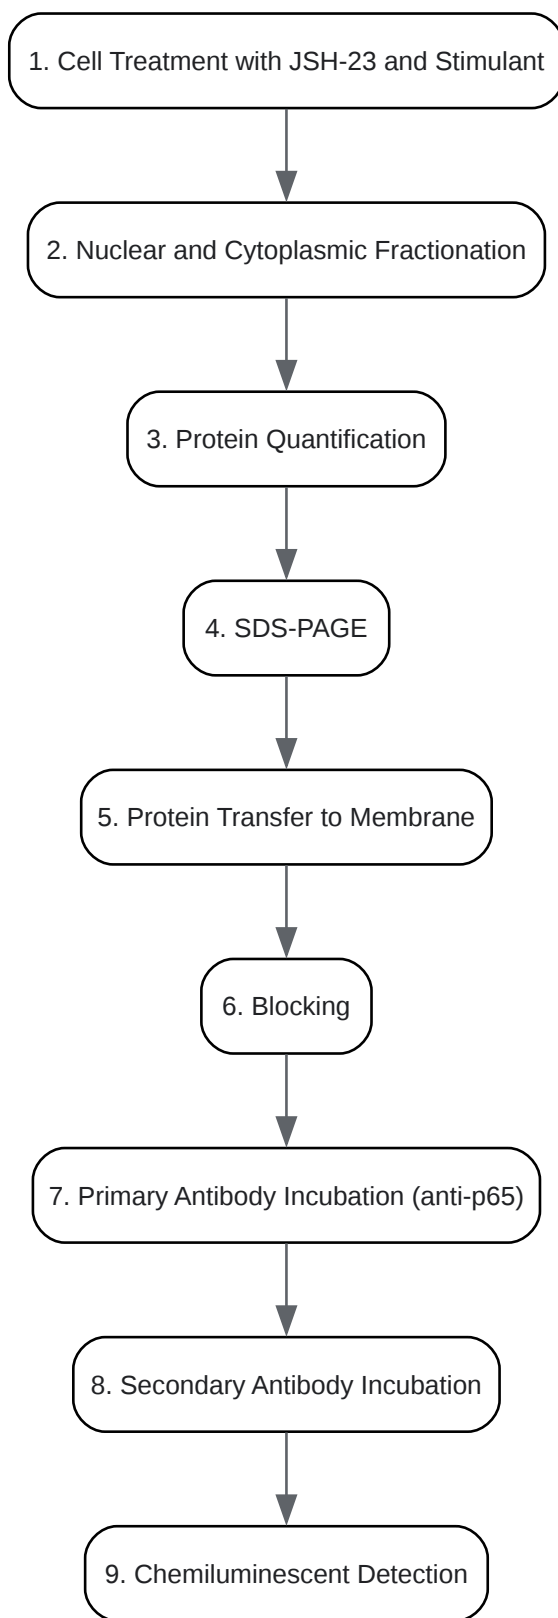 1. Cell Treatment with JSH-23 and Stimulant
2. Nuclear and Cytoplasmic Fractionation
3. Protein Quantification
4. SDS-PAGE
5. Protein Transfer to Membrane
6. Blocking
7. Primary Antibody Incubation (anti-p65)
8. Secondary Antibody Incubation
9. Chemiluminescent Detection